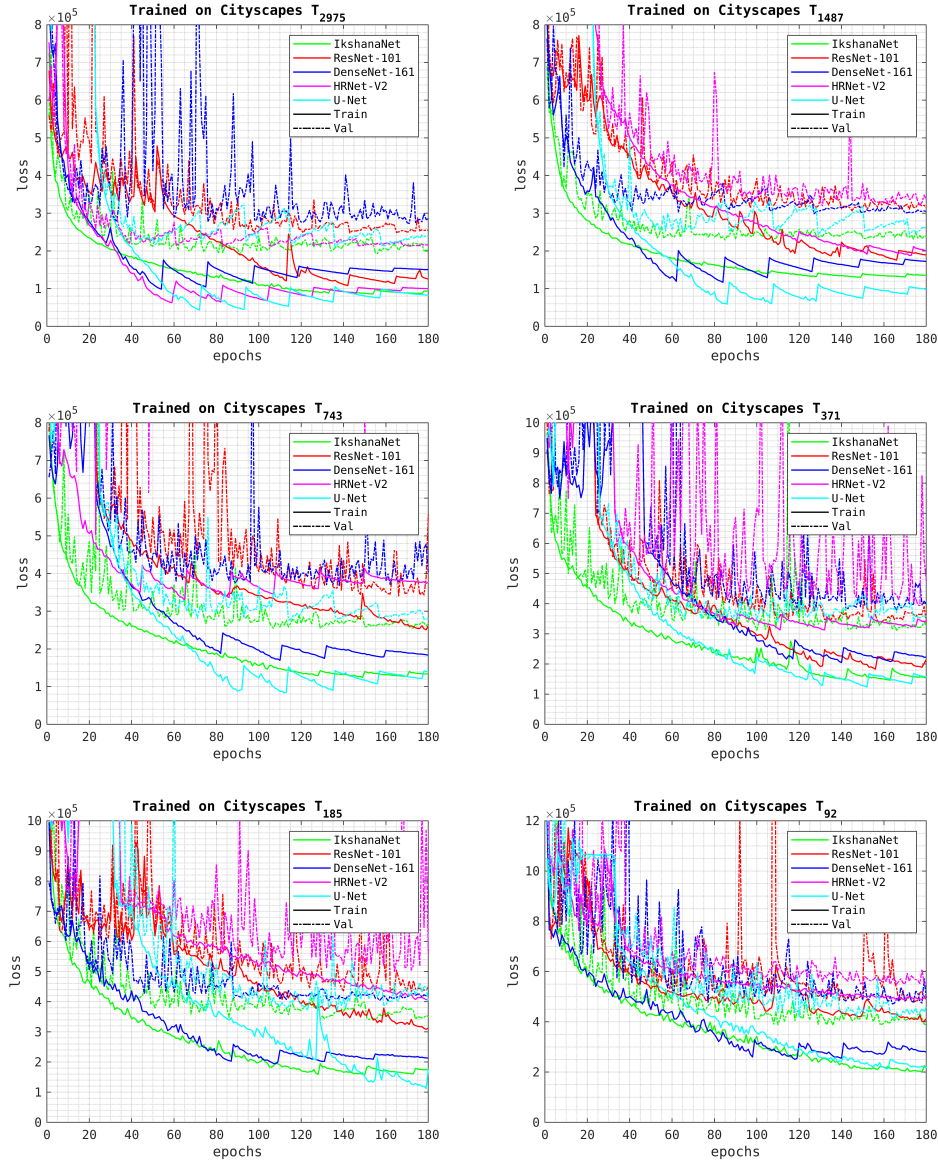 Trained on Cityscapes T2975
×10^5
8
7
6
5
4
3
2
1
0
loss
0 20 40 60 80 100 120 140 160 180
epochs
IkshanaNet
ResNet-101
DenseNet-161
HRNet-V2
U-Net
Train
Val
Trained on Cityscapes T1487
×10^5
8
7
6
5
4
3
2
1
0
loss
0 20 40 60 80 100 120 140 160 180
epochs
IkshanaNet
ResNet-101
DenseNet-161
HRNet-V2
U-Net
Train
Val
Trained on Cityscapes T743
×10^5
8
7
6
5
4
3
2
1
0
loss
0 20 40 60 80 100 120 140 160 180
epochs
IkshanaNet
ResNet-101
DenseNet-161
HRNet-V2
U-Net
Train
Val
Trained on Cityscapes T371
×10^5
10
9
8
7
6
5
4
3
2
1
0
loss
0 20 40 60 80 100 120 140 160 180
epochs
IkshanaNet
ResNet-101
DenseNet-161
HRNet-V2
U-Net
Train
Val
Trained on Cityscapes T185
×10^5
10
9
8
7
6
5
4
3
2
1
0
loss
0 20 40 60 80 100 120 140 160 180
epochs
IkshanaNet
ResNet-101
DenseNet-161
HRNet-V2
U-Net
Train
Val
Trained on Cityscapes T92
×10^5
12
10
8
6
4
2
0
loss
0 20 40 60 80 100 120 140 160 180
epochs
IkshanaNet
ResNet-101
DenseNet-161
HRNet-V2
U-Net
Train
Val